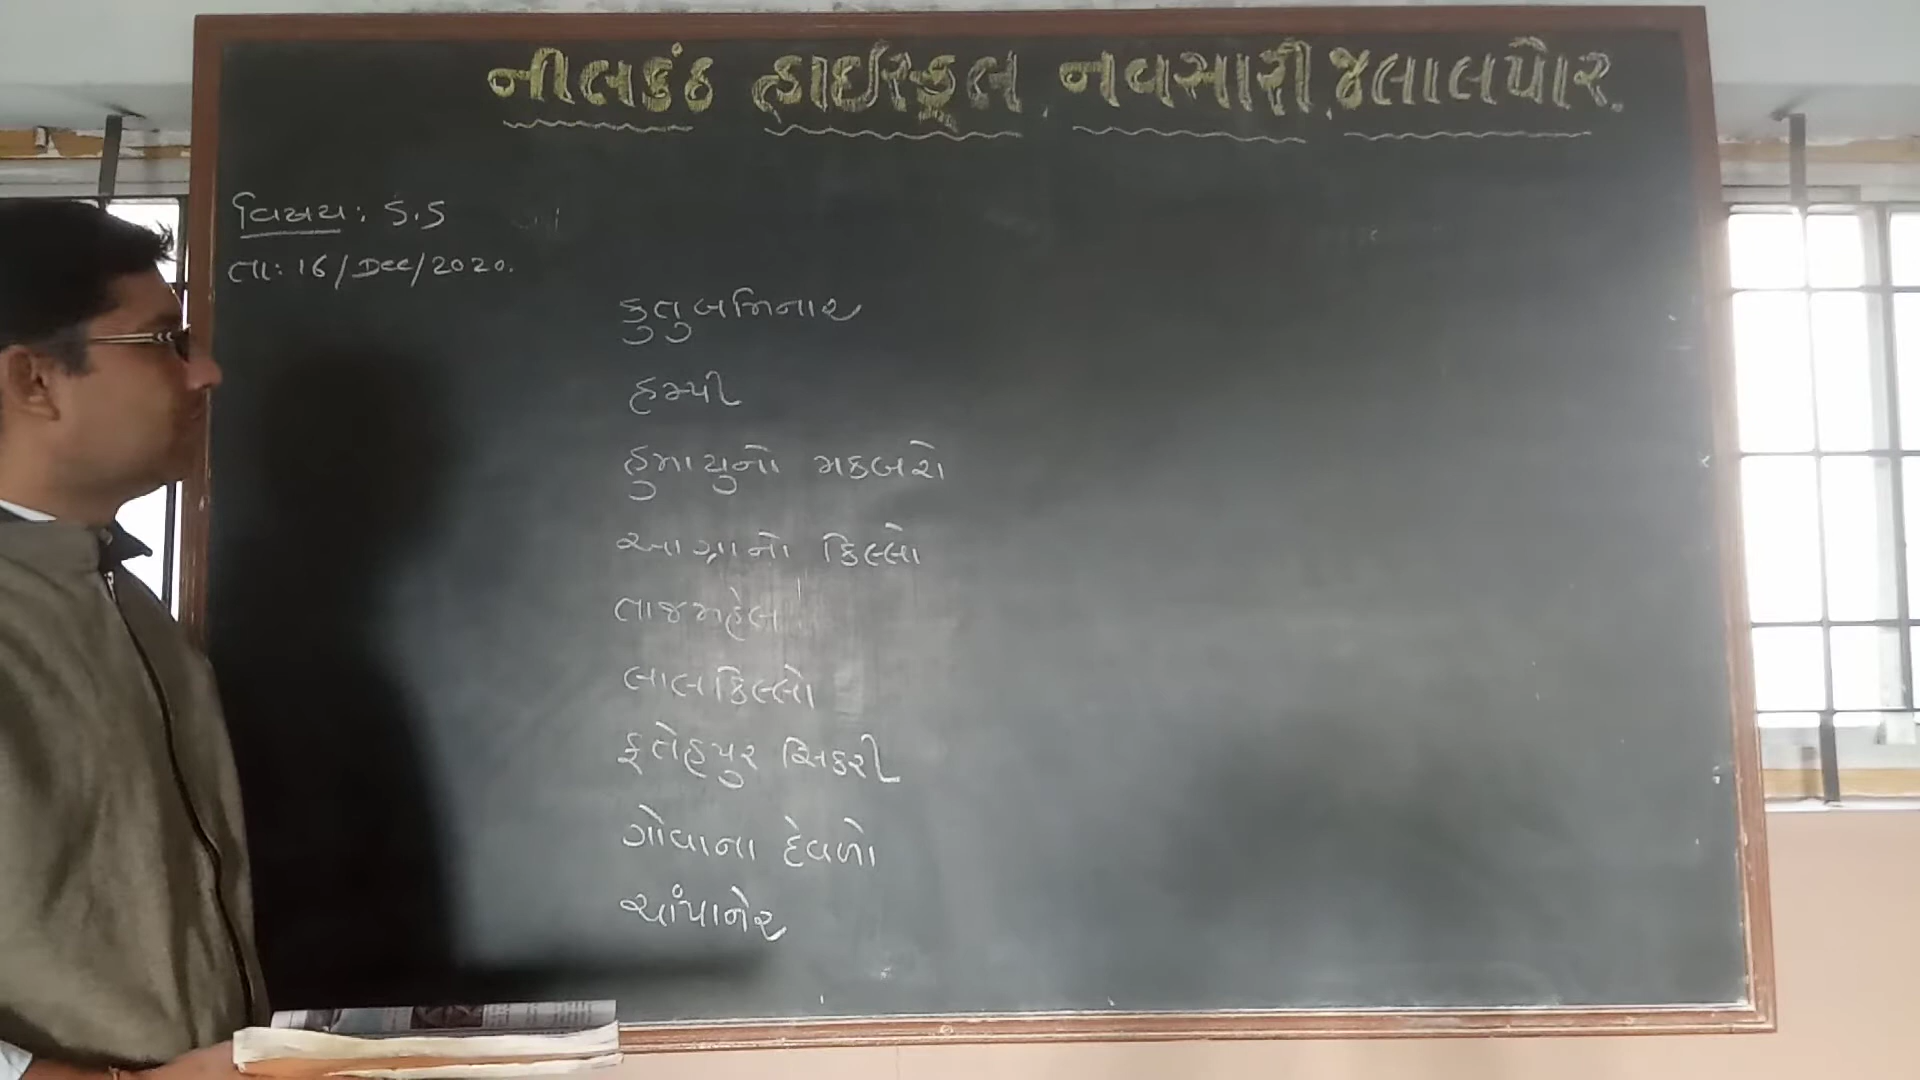 નીલકંઠ હાઈસ્કૂલ, નવસારી, જલાલપોર.
વિષય: S.S
તા: 16/Dec/2020.
કુતુબમિનાર
હમ્પી
હુમાયુનો મકબરો
આગ્રાનો કિલ્લો
તાજમહેલ
લાલકિલ્લો
ફતેહપુર સિકરી
ગોવાના દેવળો
ચાંપાનેર